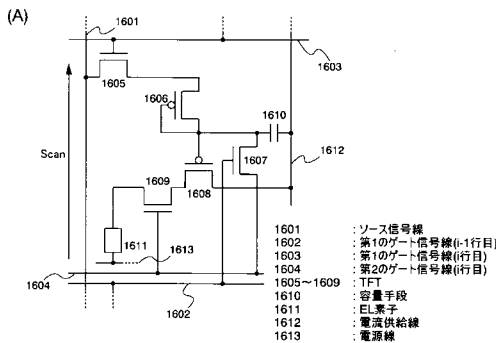 (A)
1601
1603
1605
1606
1610
Scan
1607
1612
1609
1608
1611
1613
1604
1602
1601 : ソース信号線
1602 : 第1のゲート信号線(i-1行目)
1603 : 第1のゲート信号線(i行目)
1604 : 第2のゲート信号線(i行目)
1605~1609 : TFT
1610 : 容量手段
1611 : EL素子
1612 : 電流供給線
1613 : 電源線